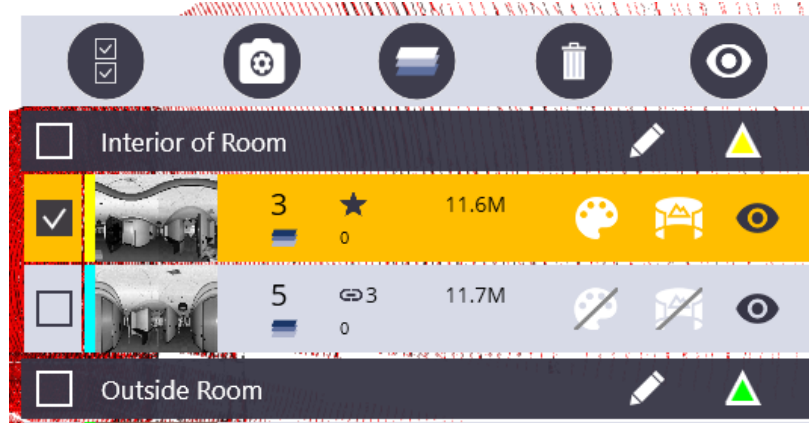 Interior of Room
3 11.6M
0
5 3 11.7M
0
Outside Room